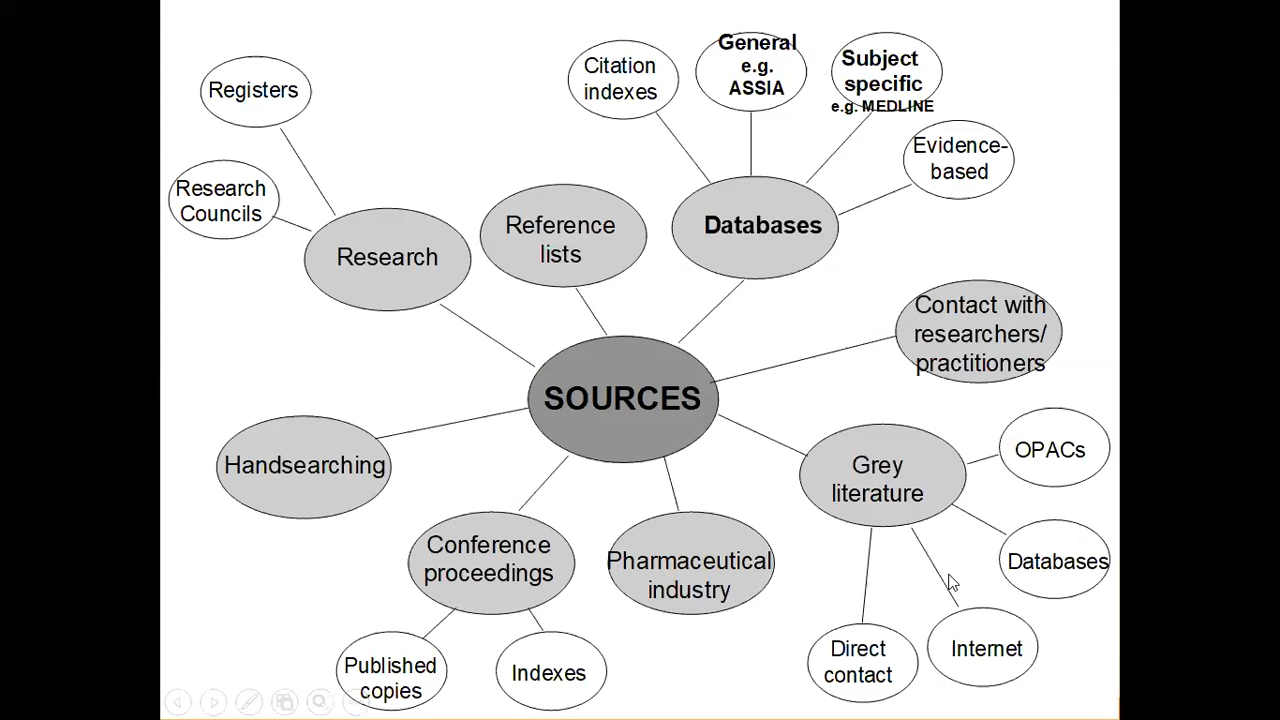 Registers
Research
Councils
Research
Reference
lists
Citation
indexes
General
e.g.
ASSIA
Subject
specific
e.g. MEDLINE
Evidence-
based
Databases
Contact with
researchers/
practitioners
SOURCES
Handsearching
Grey
literature
OPACs
Databases
Internet
Direct
contact
Conference
proceedings
Published
copies
Indexes
Pharmaceutical
industry